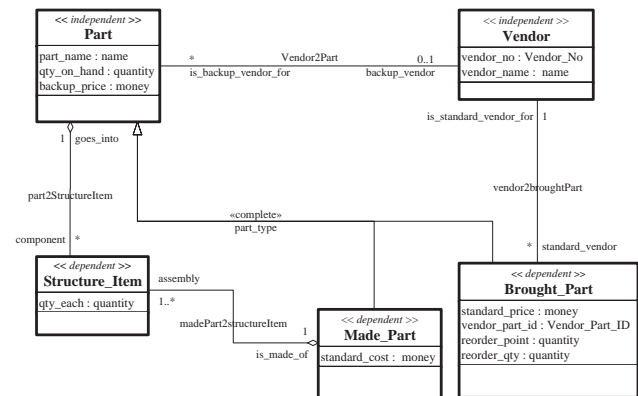 << independent >>
Part
part_name : name
qty_on_hand : quantity
backup_price : money
<< independent >>
Vendor
vendor_no : Vendor_No
vendor_name : name
* Vendor2Part 0..1
is_backup_vendor_for backup_vendor
is_standard_vendor_for 1
1 goes_into
part2StructureItem
vendor2broughtPart
«complete»
part_type
component *
* standard_vendor
<< dependent >>
Structure_Item
qty_each : quantity
assembly
1..*
madePart2structureItem
1
is_made_of
<< dependent >>
Made_Part
standard_cost : money
<< dependent >>
Brought_Part
standard_price : money
vendor_part_id : Vendor_Part_ID
reorder_point : quantity
reorder_qty : quantity